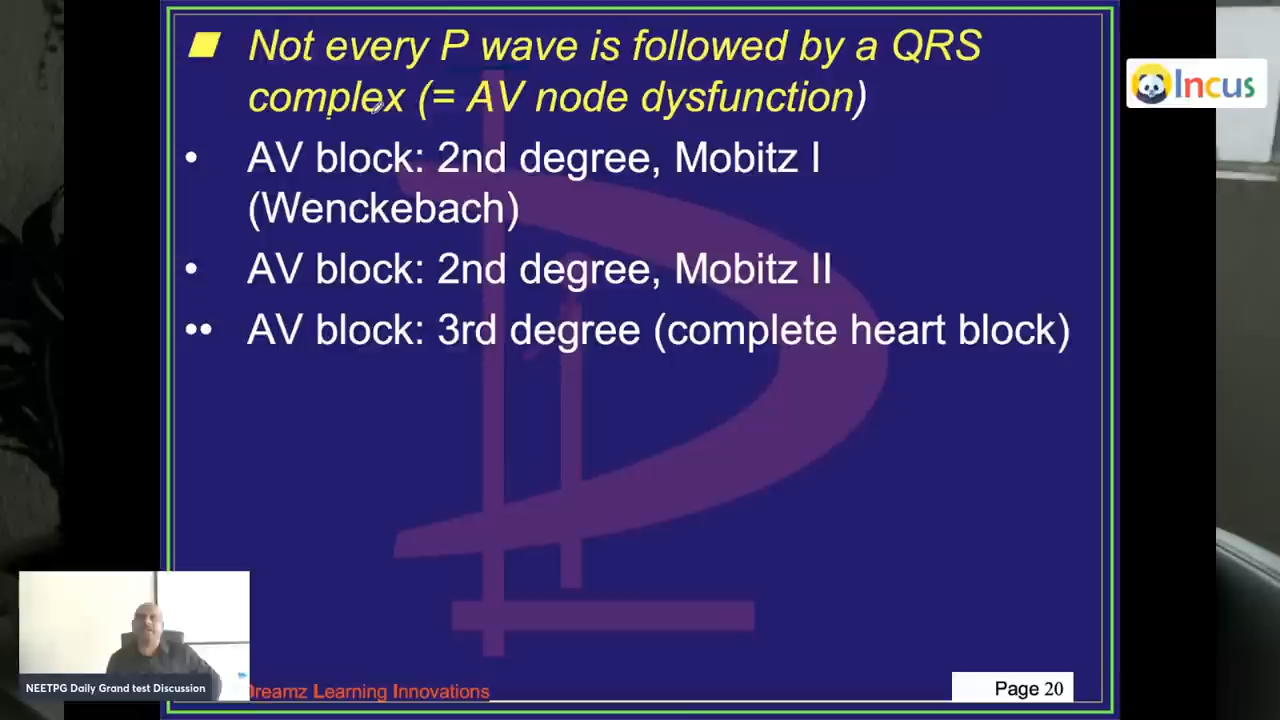 Not every P wave is followed by a QRS
complex (= AV node dysfunction)
• AV block: 2nd degree, Mobitz I
(Wenckebach)
• AV block: 2nd degree, Mobitz II
•• AV block: 3rd degree (complete heart block)
Incus
NEETPG Daily Grand test Discussion
reamz Learning Innovations
Page 20